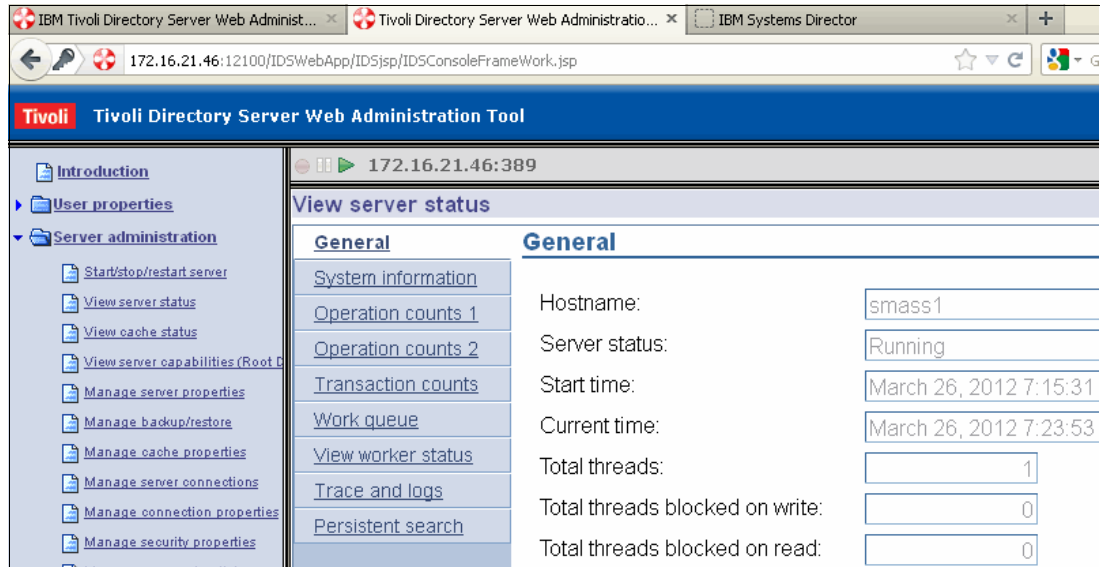 IBM Tivoli Directory Server Web Administ... × Tivoli Directory Server Web Administratio... × IBM Systems Director × +
172.16.21.46:12100/IDSWebApp/IDSjsp/IDSConsoleFrameWork.jsp
Tivoli Tivoli Directory Server Web Administration Tool
Introduction
User properties
Server administration
Start/stop/restart server
View server status
View cache status
View server capabilities (Root D
Manage server properties
Manage backup/restore
Manage cache properties
Manage server connections
Manage connection properties
Manage security properties
172.16.21.46:389
View server status
General
System information
Operation counts 1
Operation counts 2
Transaction counts
Work queue
View worker status
Trace and logs
Persistent search
General
Hostname: smass1
Server status: Running
Start time: March 26, 2012 7:15:31
Current time: March 26, 2012 7:23:53
Total threads: 1
Total threads blocked on write: 0
Total threads blocked on read: 0